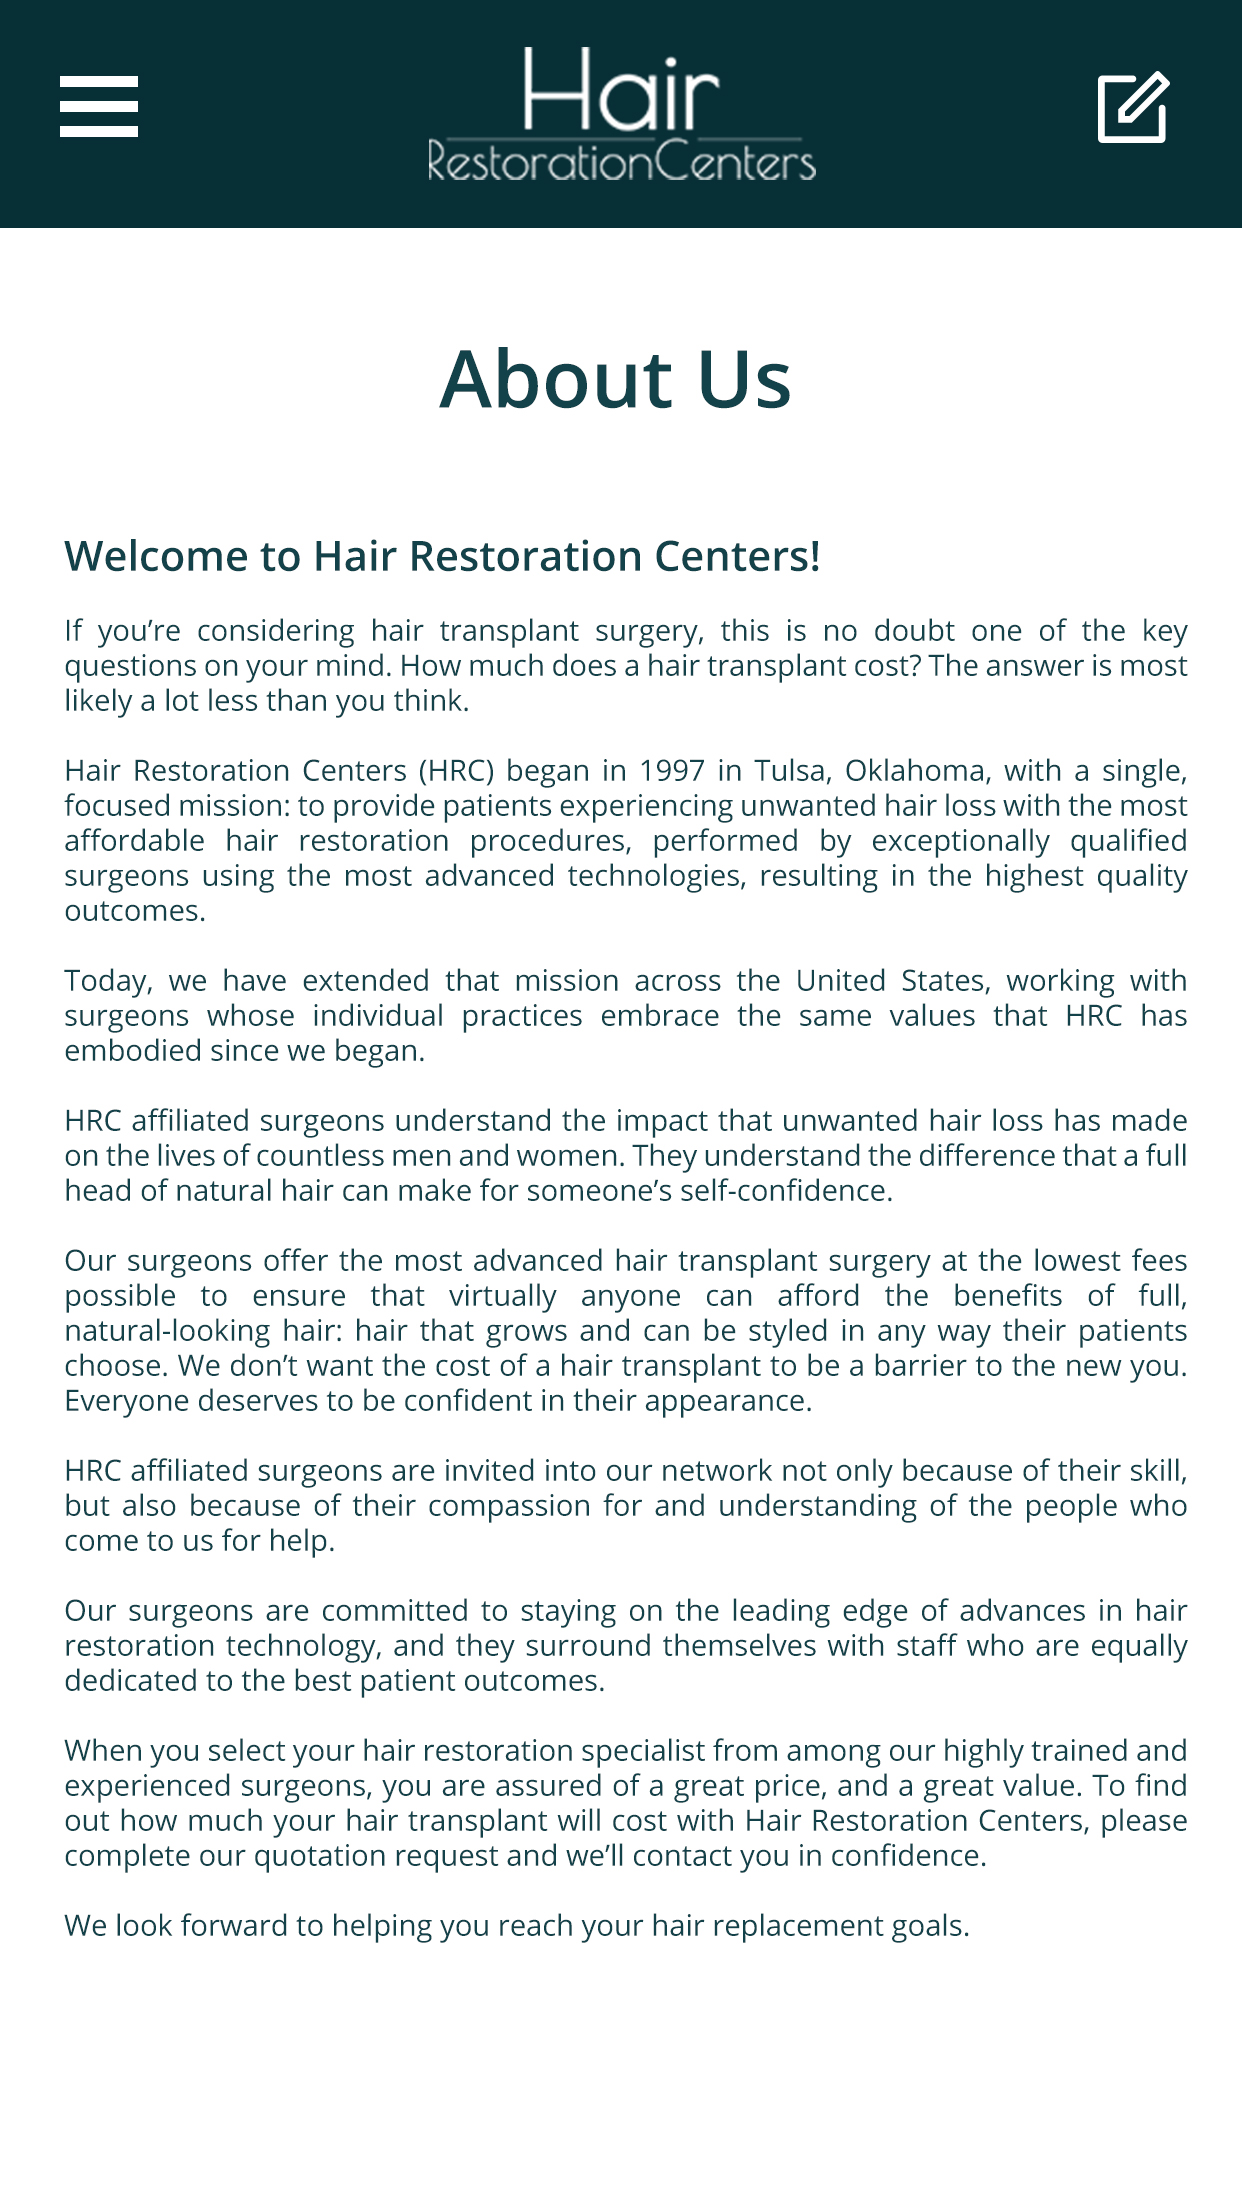 Hair
RestorationCenters
About Us
Welcome to Hair Restoration Centers!
If you’re considering hair transplant surgery, this is no doubt one of the key
questions on your mind. How much does a hair transplant cost? The answer is most
likely a lot less than you think.
Hair Restoration Centers (HRC) began in 1997 in Tulsa, Oklahoma, with a single,
focused mission: to provide patients experiencing unwanted hair loss with the most
affordable hair restoration procedures, performed by exceptionally qualified
surgeons using the most advanced technologies, resulting in the highest quality
outcomes.
Today, we have extended that mission across the United States, working with
surgeons whose individual practices embrace the same values that HRC has
embodied since we began.
HRC affiliated surgeons understand the impact that unwanted hair loss has made
on the lives of countless men and women. They understand the difference that a full
head of natural hair can make for someone’s self-confidence.
Our surgeons offer the most advanced hair transplant surgery at the lowest fees
possible to ensure that virtually anyone can afford the benefits of full,
natural-looking hair: hair that grows and can be styled in any way their patients
choose. We don’t want the cost of a hair transplant to be a barrier to the new you.
Everyone deserves to be confident in their appearance.
HRC affiliated surgeons are invited into our network not only because of their skill,
but also because of their compassion for and understanding of the people who
come to us for help.
Our surgeons are committed to staying on the leading edge of advances in hair
restoration technology, and they surround themselves with staff who are equally
dedicated to the best patient outcomes.
When you select your hair restoration specialist from among our highly trained and
experienced surgeons, you are assured of a great price, and a great value. To find
out how much your hair transplant will cost with Hair Restoration Centers, please
complete our quotation request and we’ll contact you in confidence.
We look forward to helping you reach your hair replacement goals.